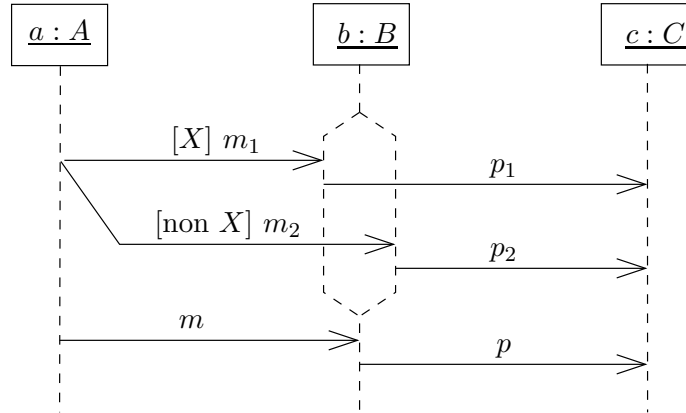 a : A
b : B
c : C
[X] m₁
p₁
[non X] m₂
p₂
m
p